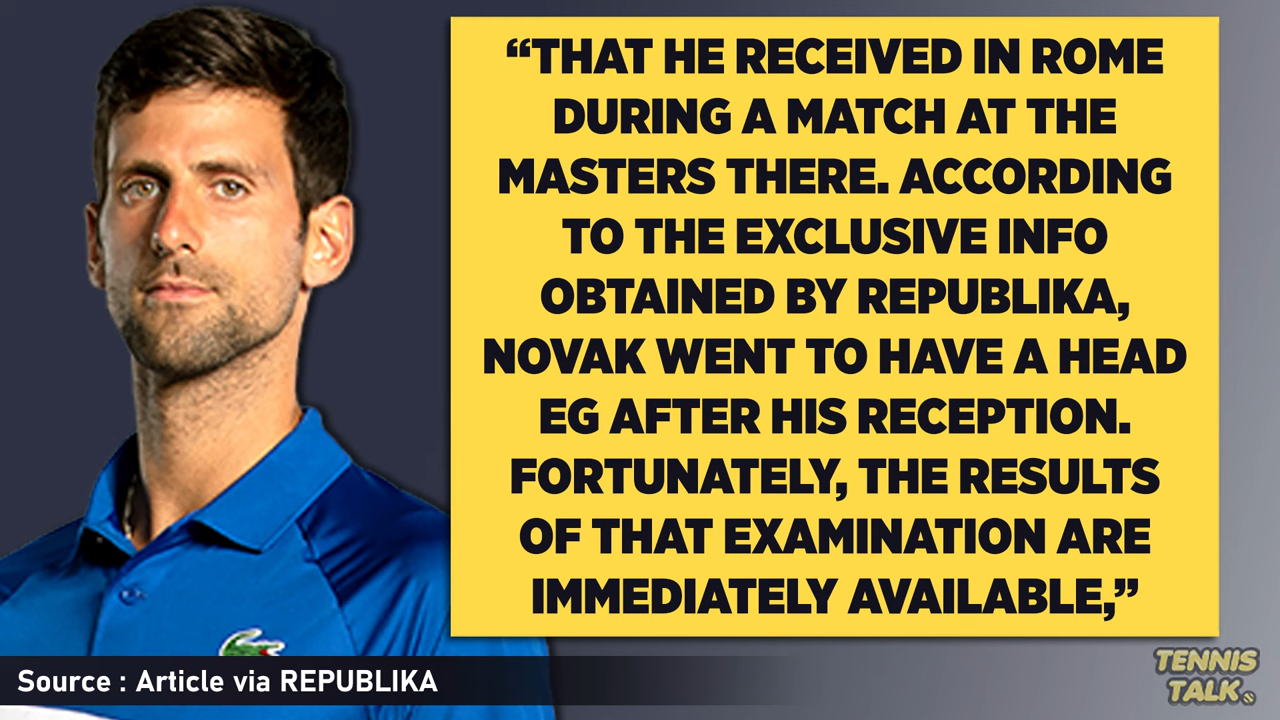 “THAT HE RECEIVED IN ROME
DURING A MATCH AT THE
MASTERS THERE. ACCORDING
TO THE EXCLUSIVE INFO
OBTAINED BY REPUBLIKA,
NOVAK WENT TO HAVE A HEAD
EG AFTER HIS RECEPTION.
FORTUNATELY, THE RESULTS
OF THAT EXAMINATION ARE
IMMEDIATELY AVAILABLE,”
Source : Article via REPUBLIKA
TENNIS
TALK